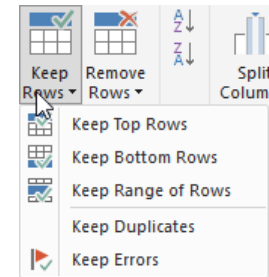 Keep Remove Split
Rows Rows Colum
A
Z
Z
A
Keep Top Rows
Keep Bottom Rows
Keep Range of Rows
Keep Duplicates
Keep Errors